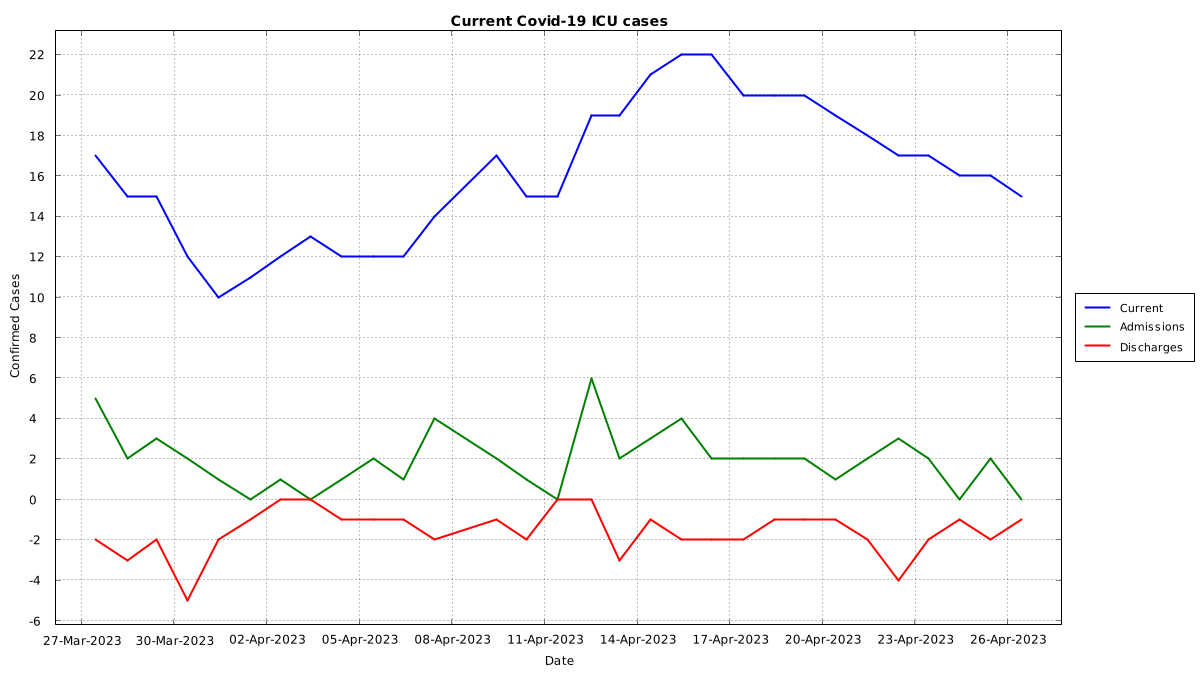 Current Covid-19 ICU cases
Confirmed Cases
22
20
18
16
14
12
10
8
6
4
2
0
-2
-4
-6
27-Mar-2023 30-Mar-2023 02-Apr-2023 05-Apr-2023 08-Apr-2023 11-Apr-2023 14-Apr-2023 17-Apr-2023 20-Apr-2023 23-Apr-2023 26-Apr-2023
Date
Current
Admissions
Discharges